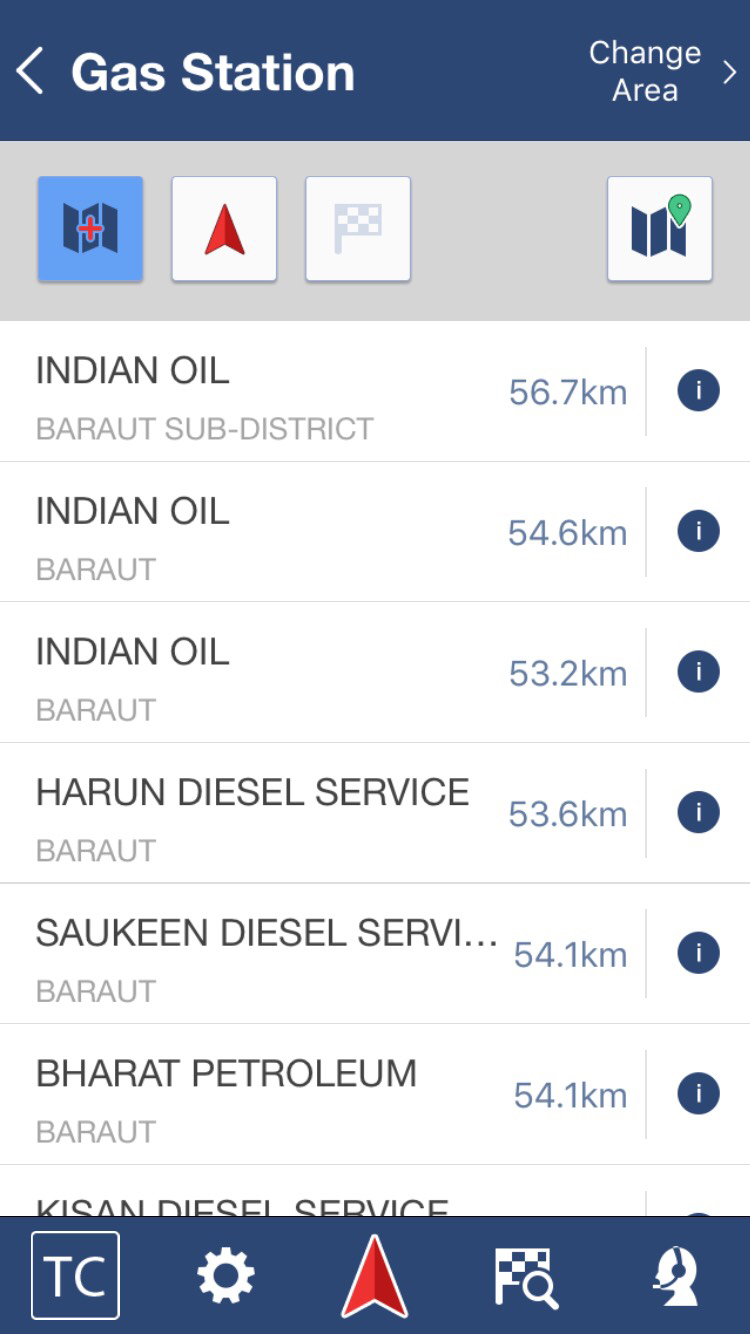 Gas Station
Change
Area
INDIAN OIL
56.7km
i
BARAUT SUB-DISTRICT
INDIAN OIL
54.6km
i
BARAUT
INDIAN OIL
53.2km
i
BARAUT
HARUN DIESEL SERVICE
53.6km
i
BARAUT
SAUKEEN DIESEL SERVI...
54.1km
i
BARAUT
BHARAT PETROLEUM
54.1km
i
BARAUT
KISAN DIESEL SERVICE
TC